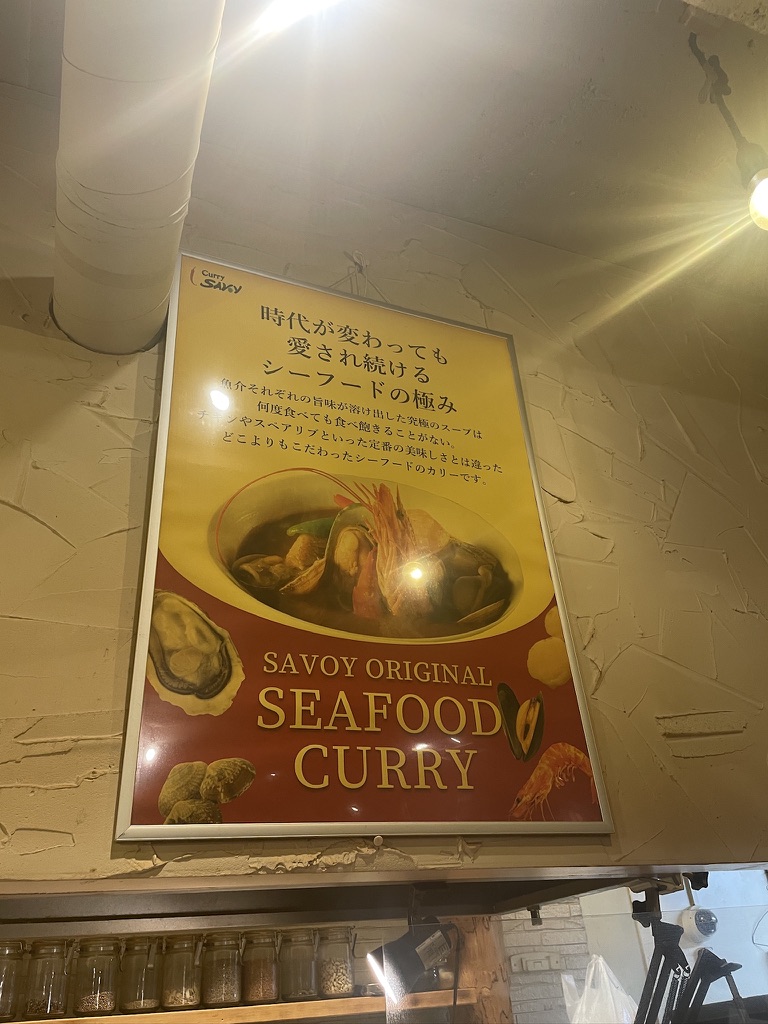 Curry
SAVOY
時代が変わっても
愛され続ける
シーフードの極み
魚介それぞれの旨味が溶け出した究極のスープは
何度食べても食べ飽きることがない。
チキンやスペアリブといった定番の美味しさとは違った
どこよりもこだわったシーフードのカリーです。
SAVOY ORIGINAL
SEAFOOD
CURRY